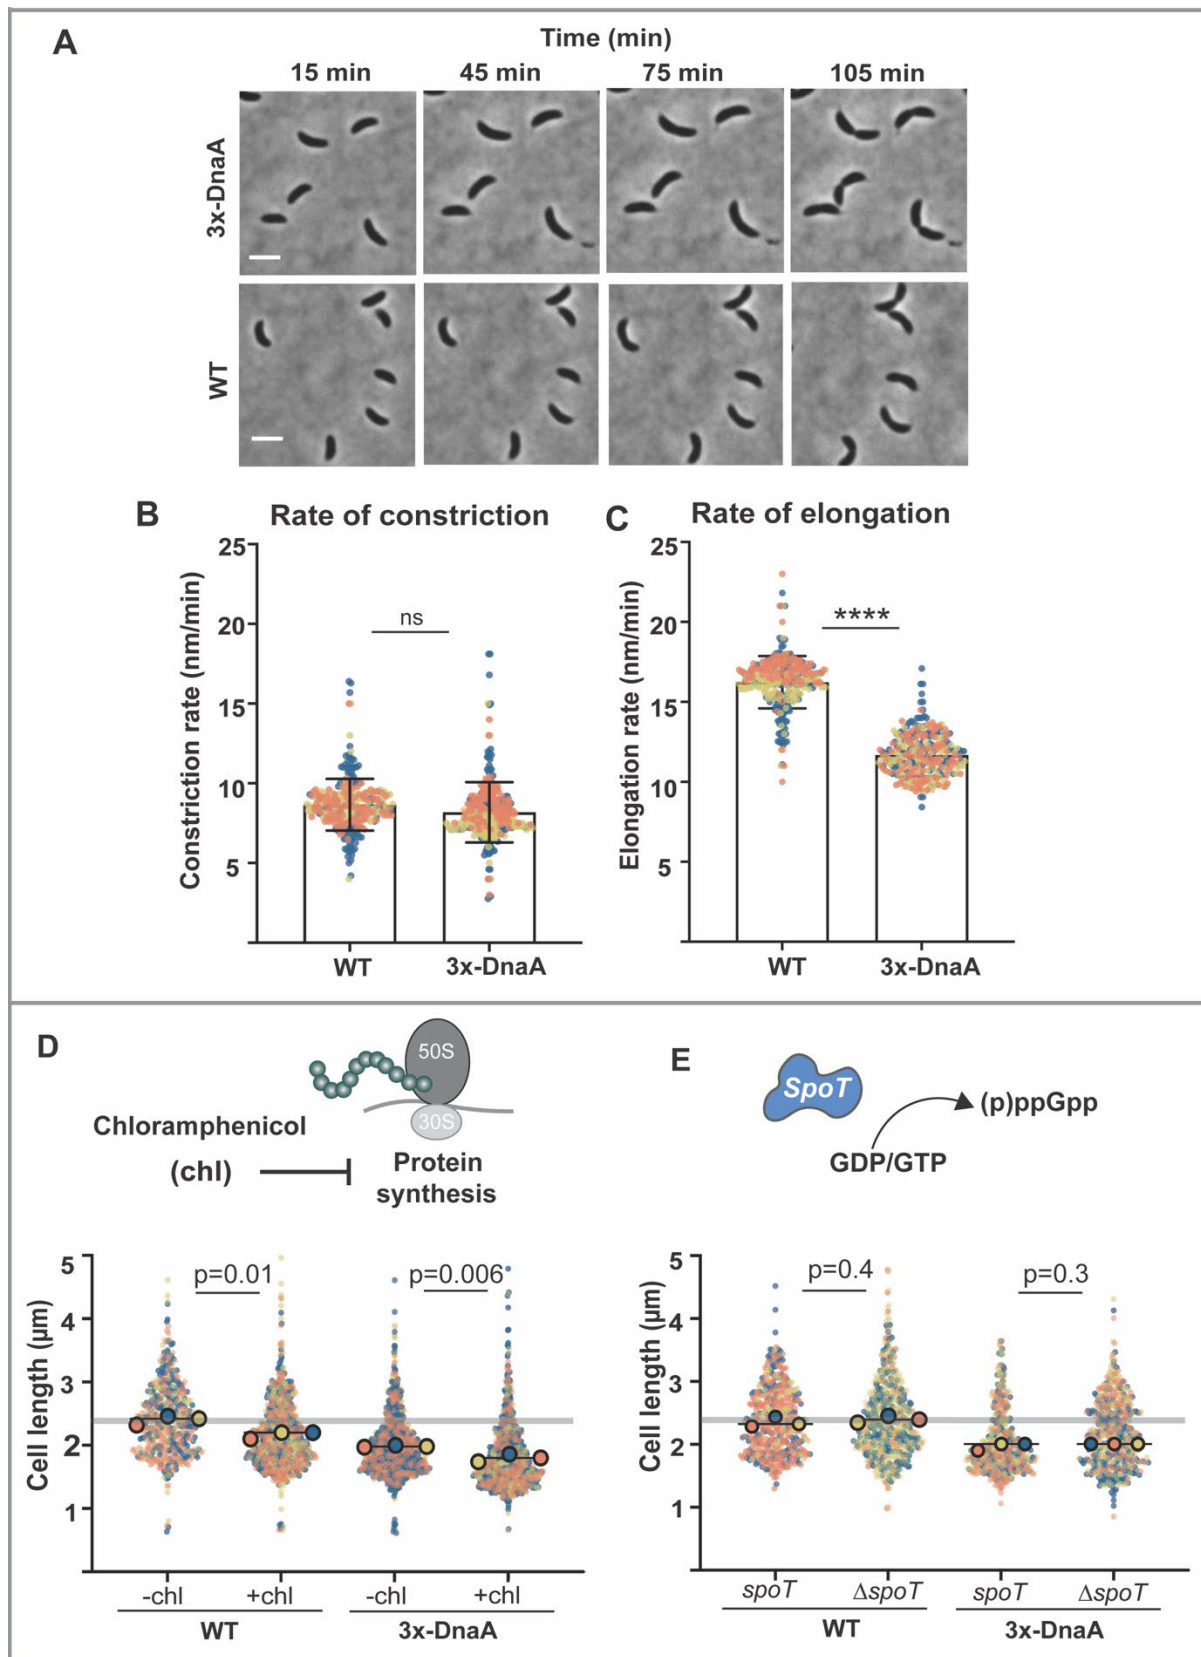 A
Time (min)
15 min 45 min 75 min 105 min
3x-DnaA
WT
B Rate of constriction
Constriction rate (nm/min)
25
20
15
10
5
ns
WT 3x-DnaA
C Rate of elongation
Elongation rate (nm/min)
25
20
15
10
5
****
WT 3x-DnaA
D
50S
30S
Chloramphenicol
(chl)
Protein
synthesis
Cell length (µm)
5
4
3
2
1
p=0.01 p=0.006
-chl +chl -chl +chl
WT 3x-DnaA
E
SpoT
(p)ppGpp
GDP/GTP
Cell length (µm)
5
4
3
2
1
p=0.4 p=0.3
spoT ΔspoT spoT ΔspoT
WT 3x-DnaA